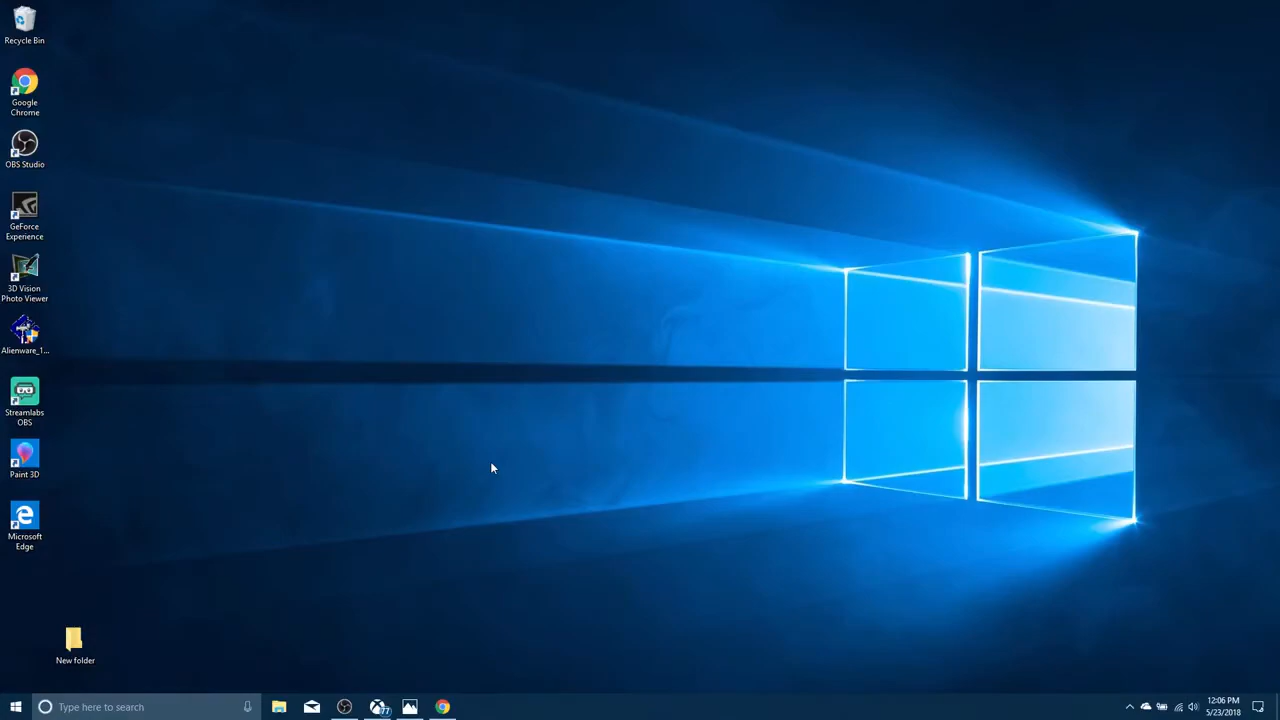 Recycle Bin
Google
Chrome
OBS Studio
GeForce
Experience
3D Vision
Photo Viewer
Alienware_1...
Streamlabs
OBS
Paint 3D
Microsoft
Edge
New folder
Type here to search
77
12:06 PM
5/23/2018